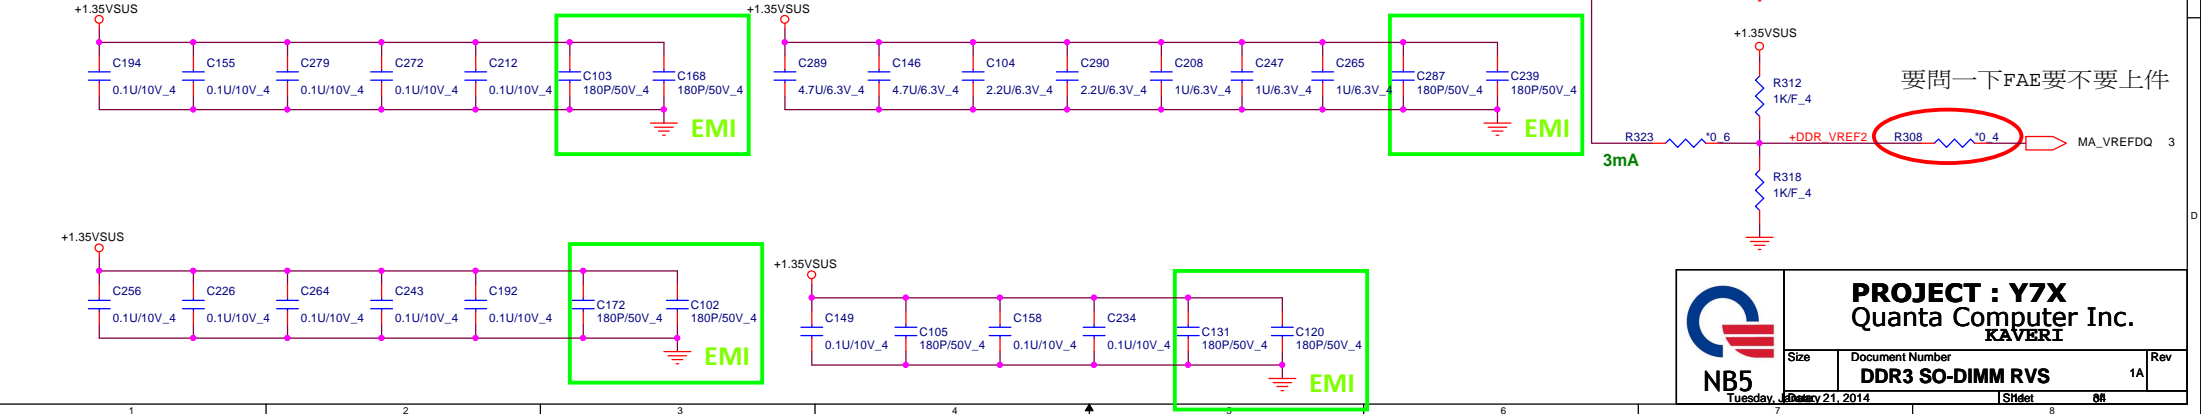 +1.35VSUS
C194
0.1U/10V_4
C155
0.1U/10V_4
C279
0.1U/10V_4
C272
0.1U/10V_4
C212
0.1U/10V_4
C103
180P/50V_4
C168
180P/50V_4
EMI
+1.35VSUS
C289
4.7U/6.3V_4
C146
4.7U/6.3V_4
C104
2.2U/6.3V_4
C290
2.2U/6.3V_4
C208
1U/6.3V_4
C247
1U/6.3V_4
C265
1U/6.3V_4
C287
180P/50V_4
C239
180P/50V_4
EMI
+1.35VSUS
R312
1K/F_4
要問一下FAE要不要上件
R323 *0_6
3mA
+DDR_VREF2
R308 *0_4
MA_VREFDQ 3
R318
1K/F_4
D
+1.35VSUS
C256
0.1U/10V_4
C226
0.1U/10V_4
C264
0.1U/10V_4
C243
0.1U/10V_4
C192
0.1U/10V_4
C172
180P/50V_4
C102
180P/50V_4
EMI
+1.35VSUS
C149
0.1U/10V_4
C105
180P/50V_4
C158
0.1U/10V_4
C234
0.1U/10V_4
C131
180P/50V_4
C120
180P/50V_4
EMI
NB5
PROJECT : Y7X
Quanta Computer Inc.
KAVERI
Size Document Number Rev
DDR3 SO-DIMM RVS 1A
Tuesday, 21, 2014
1 2 3 4 5 6 7 8